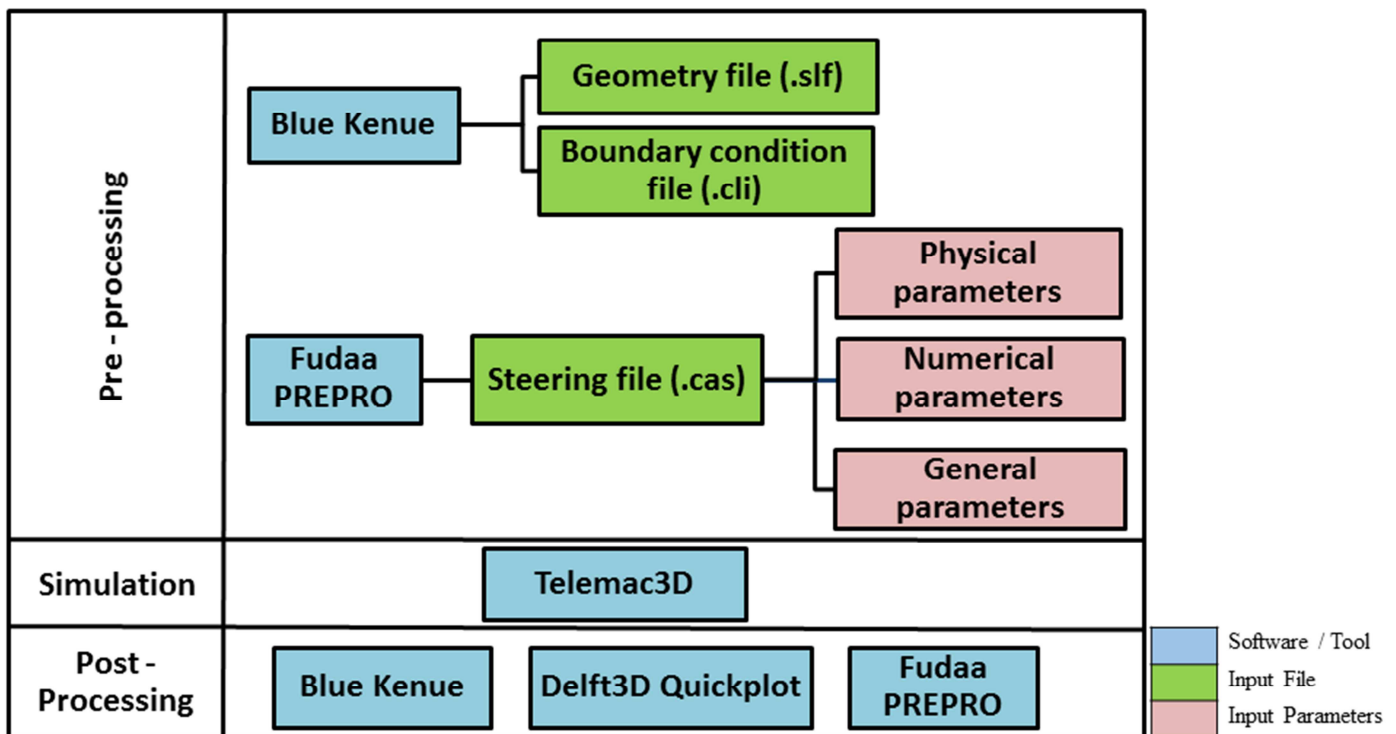 Pre - processing
Blue Kenue
Geometry file (.slf)
Boundary condition
file (.cli)
Fudaa
PREPRO
Steering file (.cas)
Physical
parameters
Numerical
parameters
General
parameters
Simulation
Telemac3D
Post -
Processing
Blue Kenue
Delft3D Quickplot
Fudaa
PREPRO
Software / Tool
Input File
Input Parameters